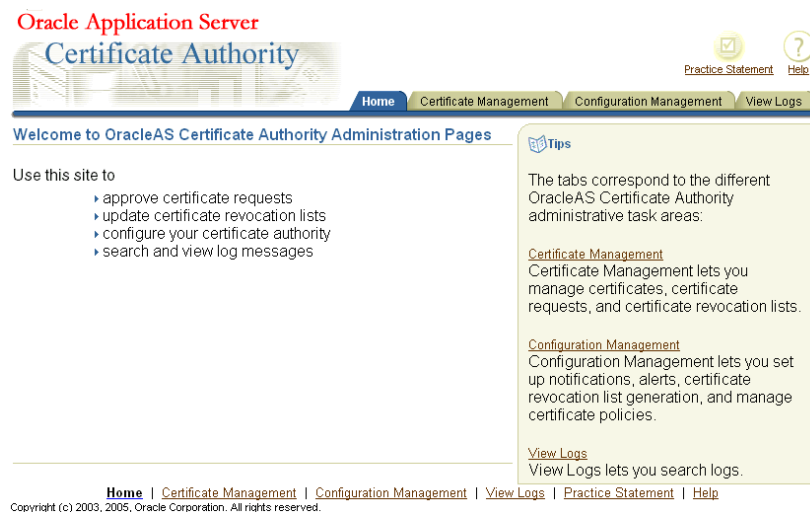 Oracle Application Server
Certificate Authority
Practice Statement Help
Home Certificate Management Configuration Management View Logs
Welcome to OracleAS Certificate Authority Administration Pages
Use this site to
approve certificate requests
update certificate revocation lists
configure your certificate authority
search and view log messages
Tips
The tabs correspond to the different
OracleAS Certificate Authority
administrative task areas:
Certificate Management
Certificate Management lets you
manage certificates, certificate
requests, and certificate revocation lists.
Configuration Management
Configuration Management lets you set
up notifications, alerts, certificate
revocation list generation, and manage
certificate policies.
View Logs
View Logs lets you search logs.
Home | Certificate Management | Configuration Management | View Logs | Practice Statement | Help
Copyright (c) 2003, 2005, Oracle Corporation. All rights reserved.